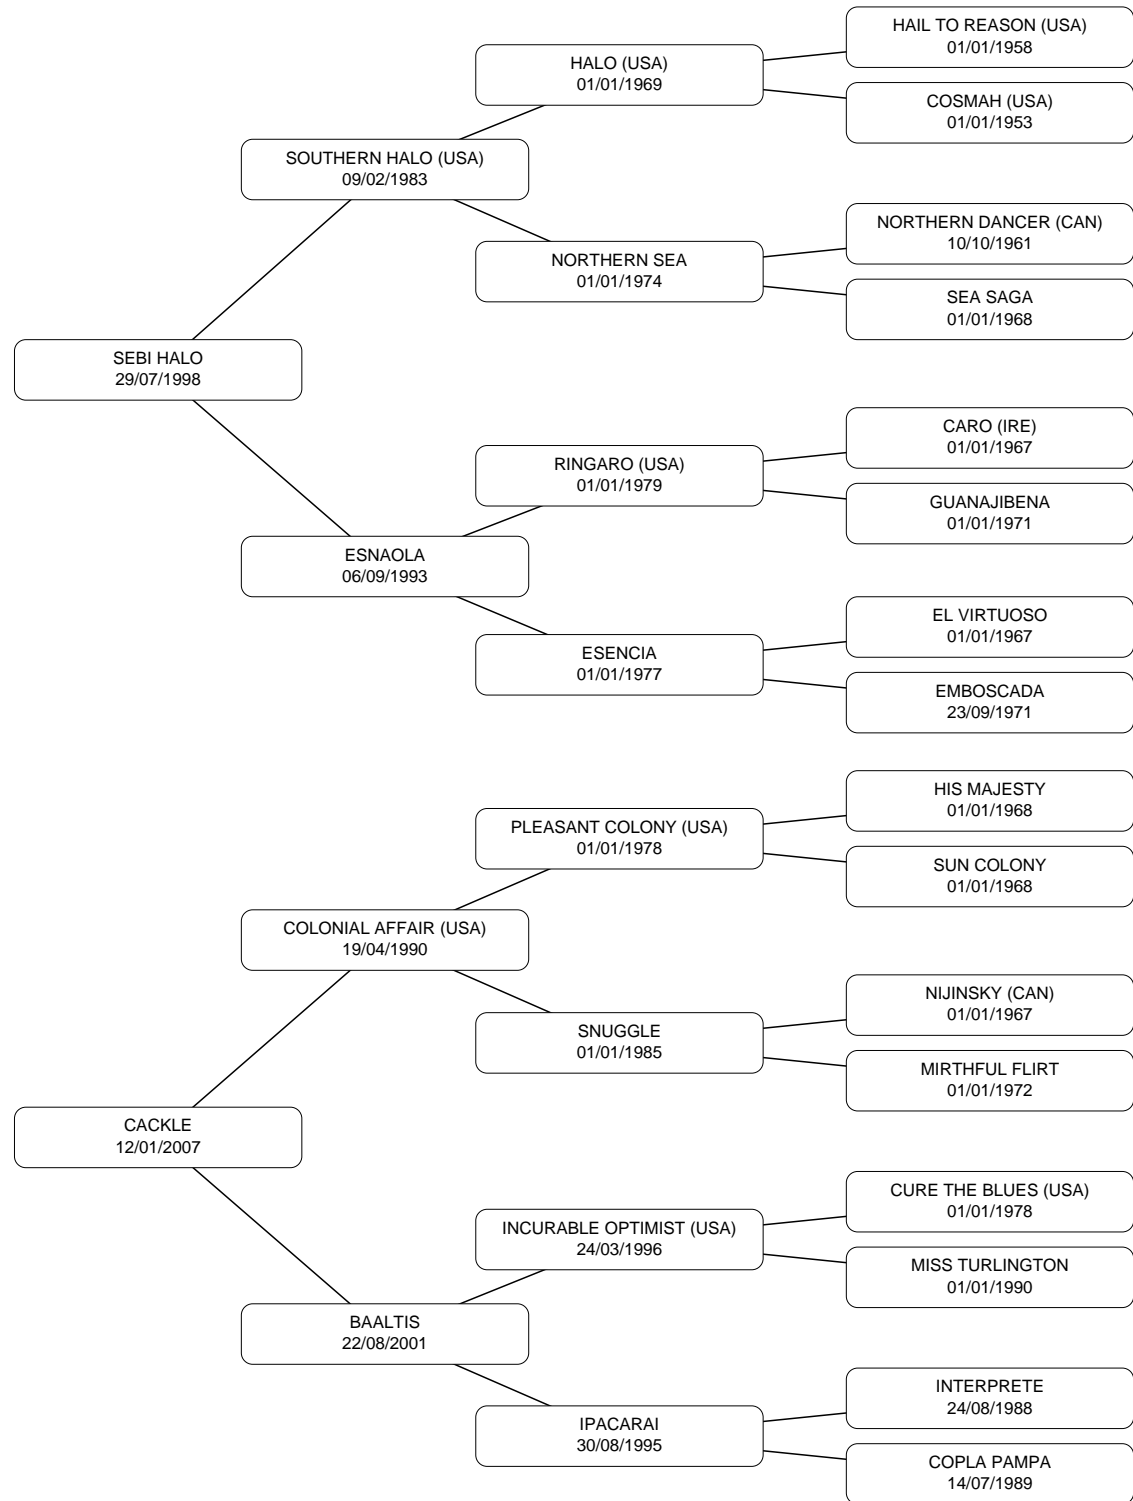 HAIL TO REASON (USA)
01/01/1958
HALO (USA)
01/01/1969
COSMAH (USA)
01/01/1953
SOUTHERN HALO (USA)
09/02/1983
NORTHERN DANCER (CAN)
10/10/1961
NORTHERN SEA
01/01/1974
SEA SAGA
01/01/1968
SEBI HALO
29/07/1998
CARO (IRE)
01/01/1967
RINGARO (USA)
01/01/1979
GUANAJIBENA
01/01/1971
ESNAOLA
06/09/1993
EL VIRTUOSO
01/01/1967
ESENCIA
01/01/1977
EMBOSCADA
23/09/1971
HIS MAJESTY
01/01/1968
PLEASANT COLONY (USA)
01/01/1978
SUN COLONY
01/01/1968
COLONIAL AFFAIR (USA)
19/04/1990
NIJINSKY (CAN)
01/01/1967
SNUGGLE
01/01/1985
MIRTHFUL FLIRT
01/01/1972
CACKLE
12/01/2007
CURE THE BLUES (USA)
01/01/1978
INCURABLE OPTIMIST (USA)
24/03/1996
MISS TURLINGTON
01/01/1990
BAALTIS
22/08/2001
INTERPRETE
24/08/1988
IPACARAI
30/08/1995
COPLA PAMPA
14/07/1989